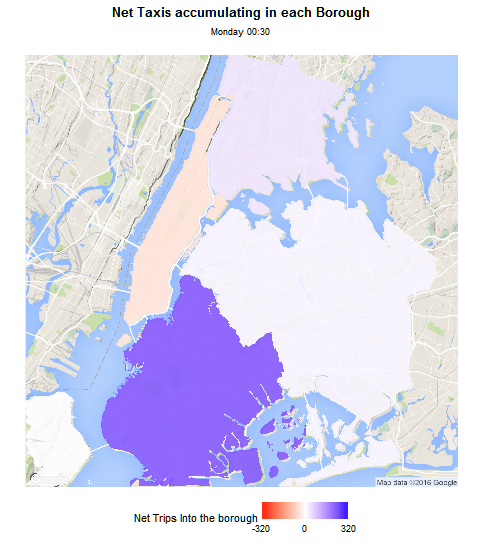 Net Taxis accumulating in each Borough
Monday 00:30
Map data ©2016 Google
Net Trips Into the borough
-320 0 320